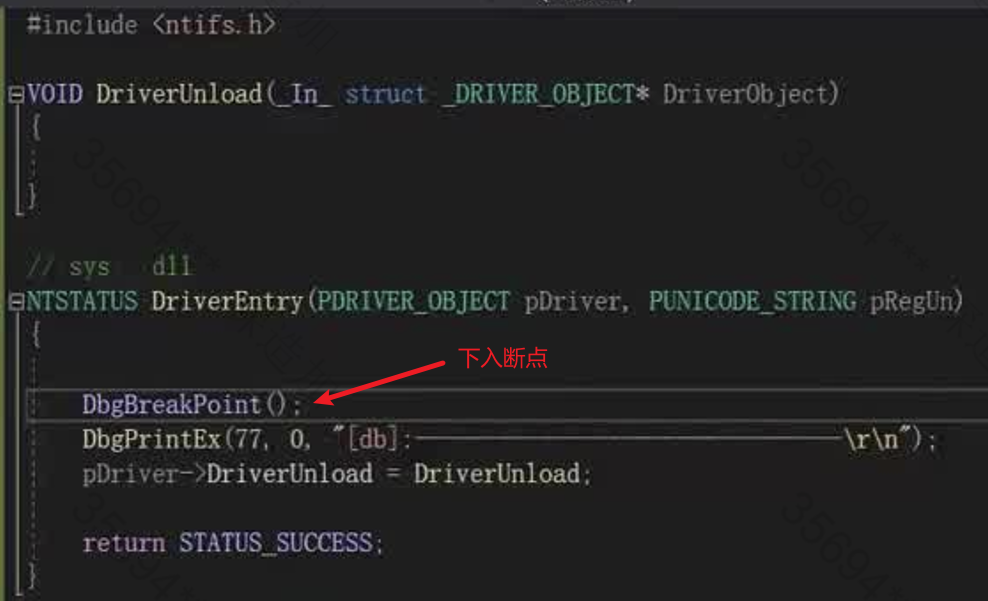 #include <ntifs.h>
VOID DriverUnload(_In_ struct _DRIVER_OBJECT* DriverObject)
{
}
// sys dll
NTSTATUS DriverEntry(PDRIVER_OBJECT pDriver, PUNICODE_STRING pRegUn)
{
下入断点
DbgBreakPoint();
DbgPrintEx(77, 0, "[db]:------------------------------\r\n");
pDriver->DriverUnload = DriverUnload;
return STATUS_SUCCESS;
}